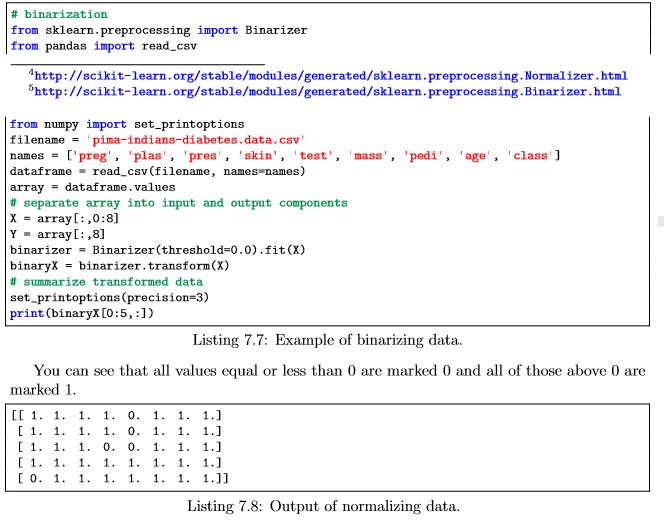 # binarization
from sklearn.preprocessing import Binarizer
from pandas import read_csv
4http://scikit-learn.org/stable/modules/generated/sklearn.preprocessing.Normalizer.html
5http://scikit-learn.org/stable/modules/generated/sklearn.preprocessing.Binarizer.html
from numpy import set_printoptions
filename = 'pima-indians-diabetes.data.csv'
names = ['preg', 'plas', 'pres', 'skin', 'test', 'mass', 'pedi', 'age', 'class']
dataframe = read_csv(filename, names=names)
array = dataframe.values
# separate array into input and output components
X = array[:,0:8]
Y = array[:,8]
binarizer = Binarizer(threshold=0.0).fit(X)
binaryX = binarizer.transform(X)
# summarize transformed data
set_printoptions(precision=3)
print(binaryX[0:5,:])
Listing 7.7: Example of binarizing data.
You can see that all values equal or less than 0 are marked 0 and all of those above 0 are
marked 1.
[[ 1. 1. 1. 1. 0. 1. 1. 1.]
[ 1. 1. 1. 1. 0. 1. 1. 1.]
[ 1. 1. 1. 0. 0. 1. 1. 1.]
[ 1. 1. 1. 1. 1. 1. 1. 1.]
[ 0. 1. 1. 1. 1. 1. 1. 1.]]
Listing 7.8: Output of normalizing data.